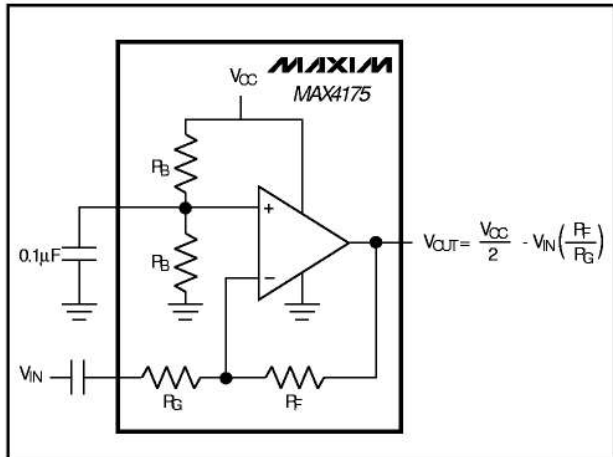 MAXIM
MAX4175
VCC
RB
+
0.1µF
RB
−
VOUT = VCC/2 - VIN(RF/RG)
VIN
RG
RF